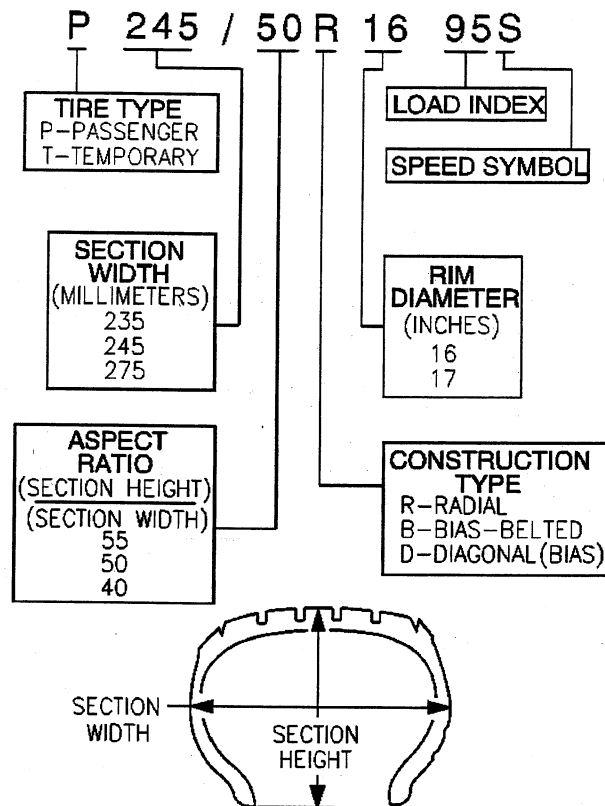 P 245 / 50 R 16 95S
TIRE TYPE
P-PASSENGER
T-TEMPORARY
LOAD INDEX
SPEED SYMBOL
SECTION
WIDTH
(MILLIMETERS)
235
245
275
RIM
DIAMETER
(INCHES)
16
17
ASPECT
RATIO
(SECTION HEIGHT)
(SECTION WIDTH)
55
50
40
CONSTRUCTION
TYPE
R-RADIAL
B-BIAS-BELTED
D-DIAGONAL(BIAS)
SECTION
WIDTH
SECTION
HEIGHT